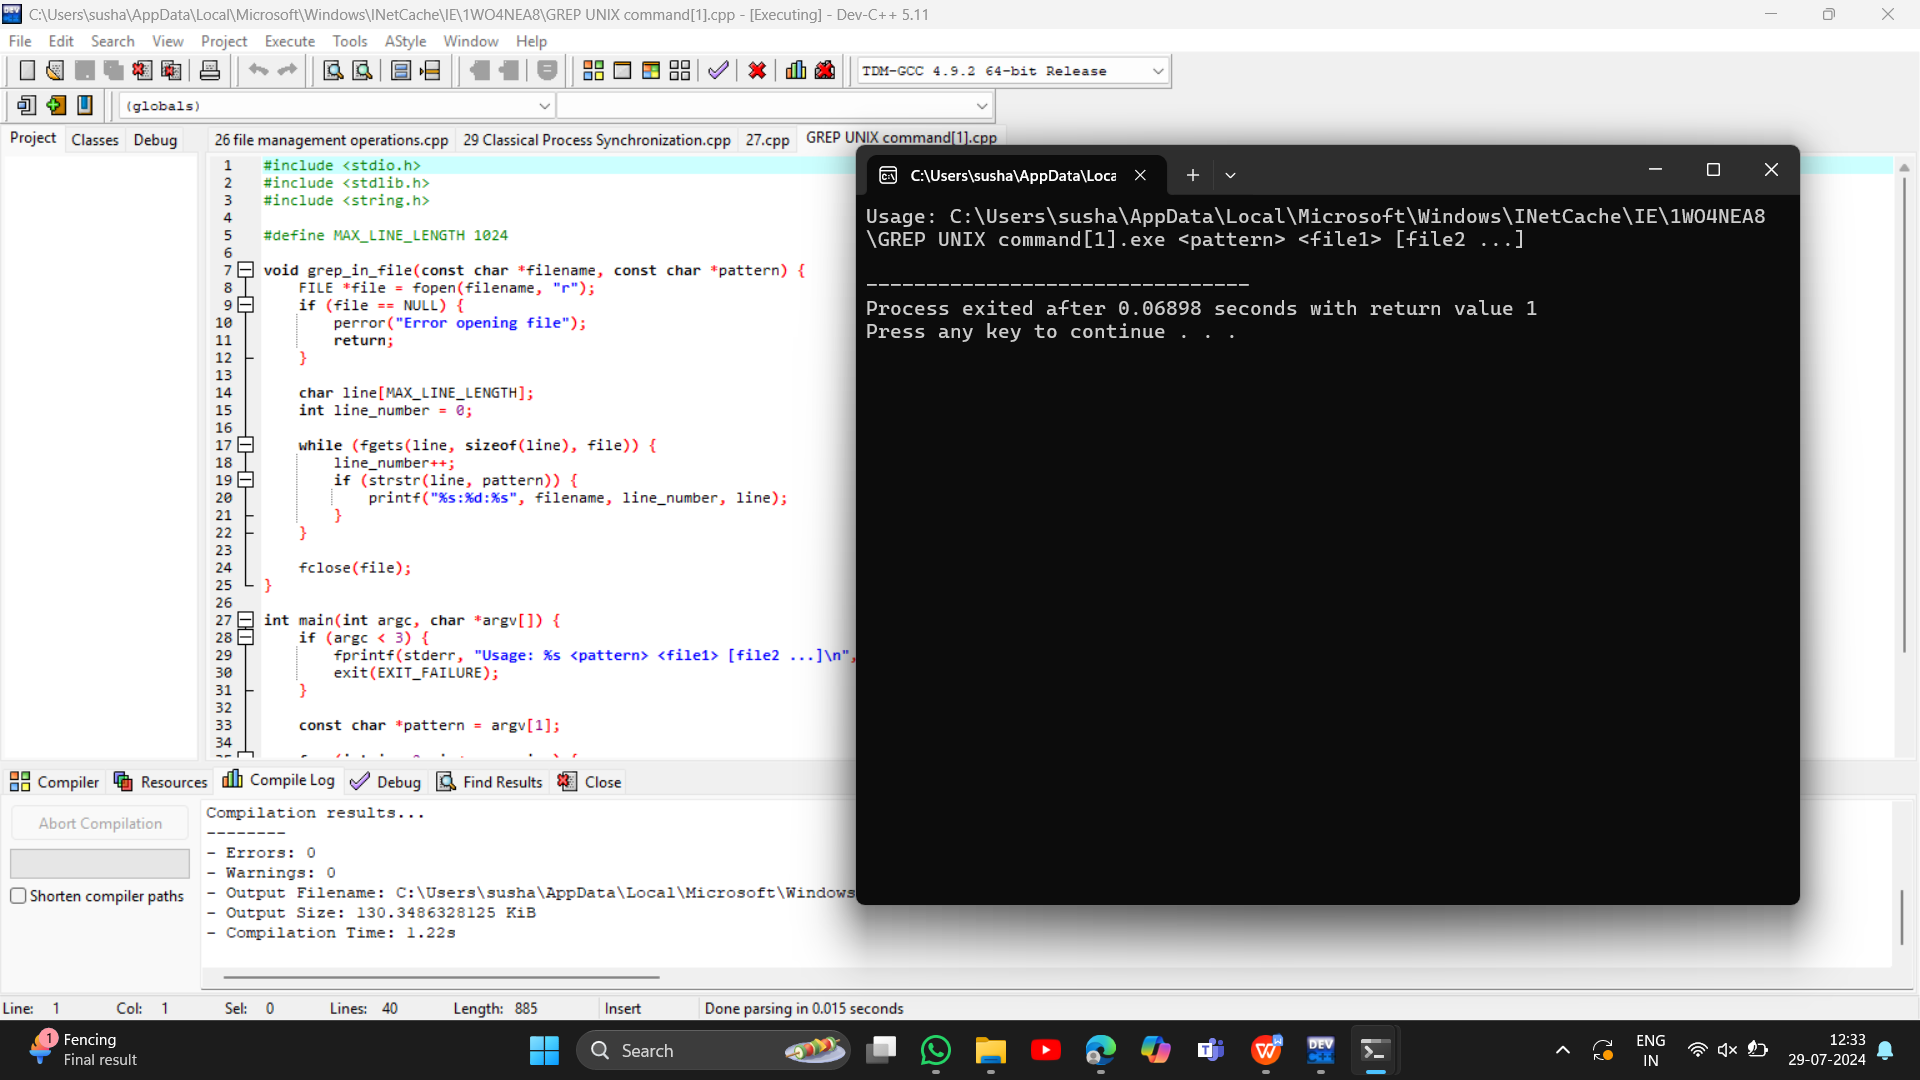 C:\Users\susha\AppData\Local\Microsoft\Windows\INetCache\IE\1WO4NEA8\GREP UNIX command[1].cpp - [Executing] - Dev-C++ 5.11
File Edit Search View Project Execute Tools AStyle Window Help
TDM-GCC 4.9.2 64-bit Release
(globals)
Project Classes Debug 26 file management operations.cpp 29 Classical Process Synchronization.cpp 27.cpp GREP UNIX command[1].cpp
1 #include <stdio.h>
2 #include <stdlib.h>
3 #include <string.h>
4
5 #define MAX_LINE_LENGTH 1024
6
7 void grep_in_file(const char *filename, const char *pattern) {
8 FILE *file = fopen(filename, "r");
9 if (file == NULL) {
10 perror("Error opening file");
11 return;
12 }
13
14 char line[MAX_LINE_LENGTH];
15 int line_number = 0;
16
17 while (fgets(line, sizeof(line), file)) {
18 line_number++;
19 if (strstr(line, pattern)) {
20 printf("%s:%d:%s", filename, line_number, line);
21 }
22 }
23
24 fclose(file);
25 }
26
27 int main(int argc, char *argv[]) {
28 if (argc < 3) {
29 fprintf(stderr, "Usage: %s <pattern> <file1> [file2 ...]\n",
30 exit(EXIT_FAILURE);
31 }
32
33 const char *pattern = argv[1];
34
C:\Users\susha\AppData\Loca
Usage: C:\Users\susha\AppData\Local\Microsoft\Windows\INetCache\IE\1WO4NEA8
\GREP UNIX command[1].exe <pattern> <file1> [file2 ...]
--------------------------------
Process exited after 0.06898 seconds with return value 1
Press any key to continue . . .
Compiler Resources Compile Log Debug Find Results Close
Abort Compilation
Shorten compiler paths
Compilation results...
--------
- Errors: 0
- Warnings: 0
- Output Filename: C:\Users\susha\AppData\Local\Microsoft\Windows
- Output Size: 130.3486328125 KiB
- Compilation Time: 1.22s
Line: 1 Col: 1 Sel: 0 Lines: 40 Length: 885 Insert Done parsing in 0.015 seconds
1 Fencing
Final result
Search
DEV
ENG
IN
12:33
29-07-2024